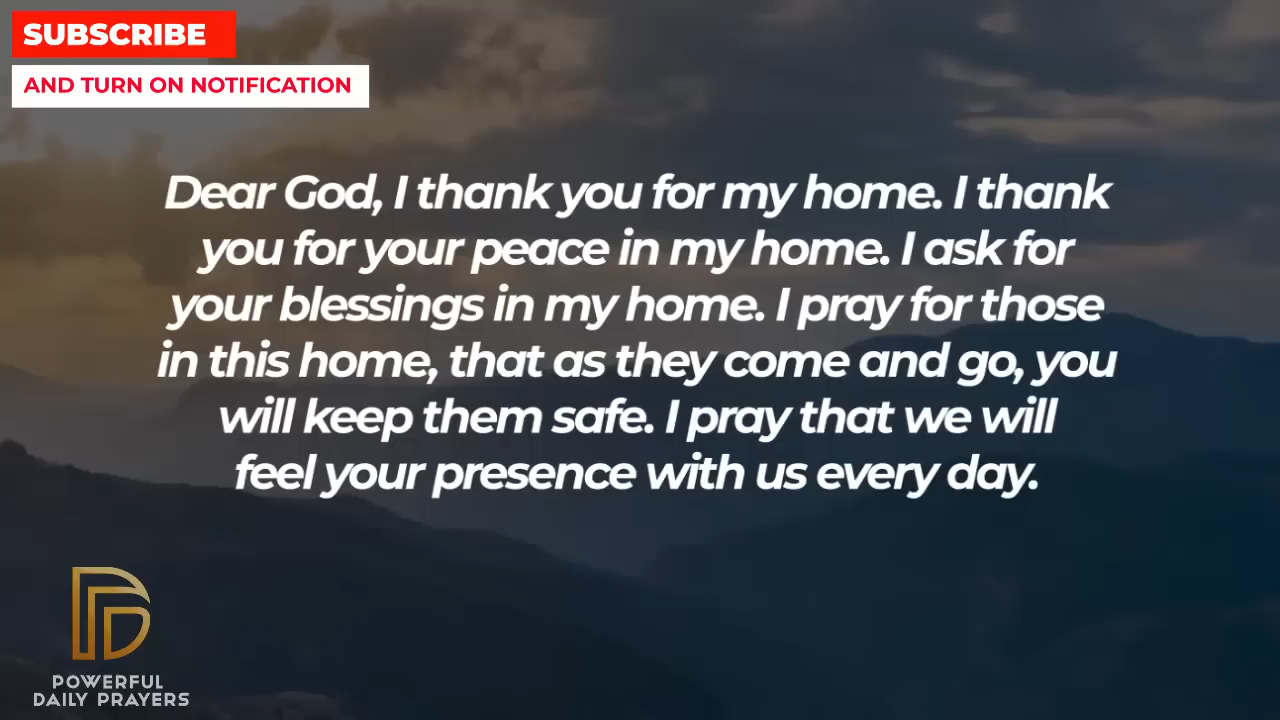 SUBSCRIBE
AND TURN ON NOTIFICATION
Dear God, I thank you for my home. I thank
you for your peace in my home. I ask for
your blessings in my home. I pray for those
in this home, that as they come and go, you
will keep them safe. I pray that we will
feel your presence with us every day.
POWERFUL
DAILY PRAYERS